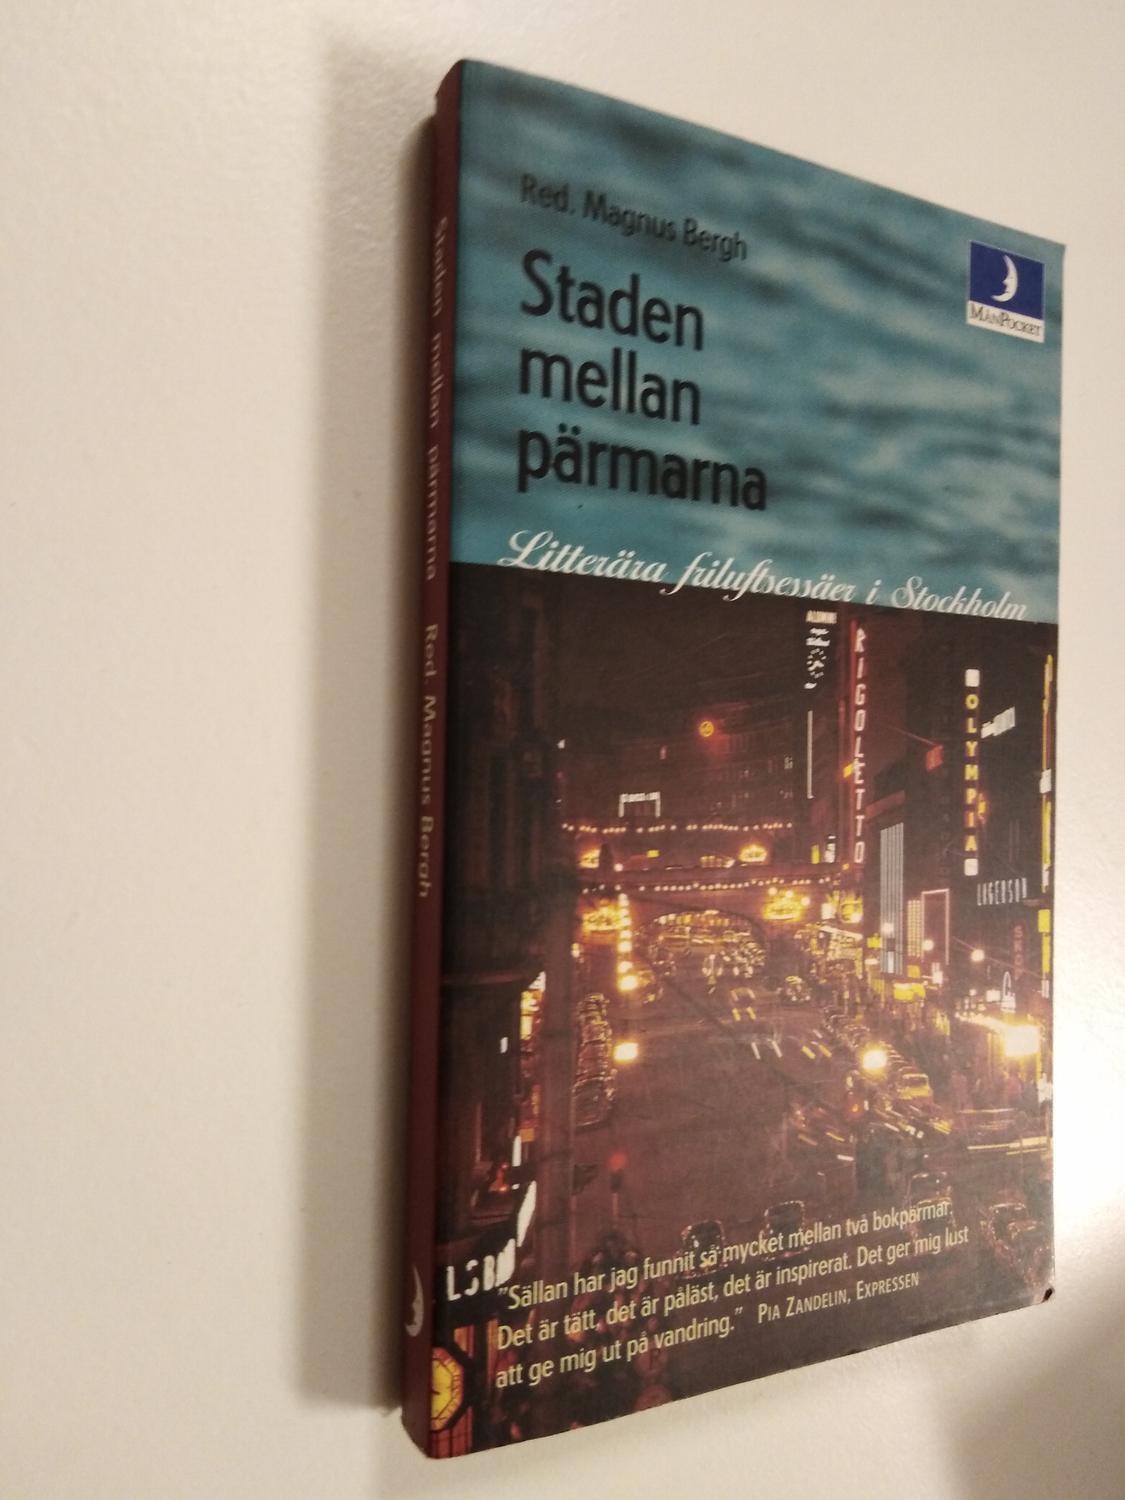 Red. Magnus Bergh
Staden
mellan
pärmarna
MånPocket
Litterära friluftsessäer i Stockholm
RIGOLETTO
OLYMPIA
LAGERSON
"Sällan har jag funnit så mycket mellan två bokpärmar.
Det är tätt, det är påläst, det är inspirerat. Det ger mig lust
att ge mig ut på vandring." PIA ZANDELIN, EXPRESSEN
Staden mellan pärmarna Red. Magnus Bergh